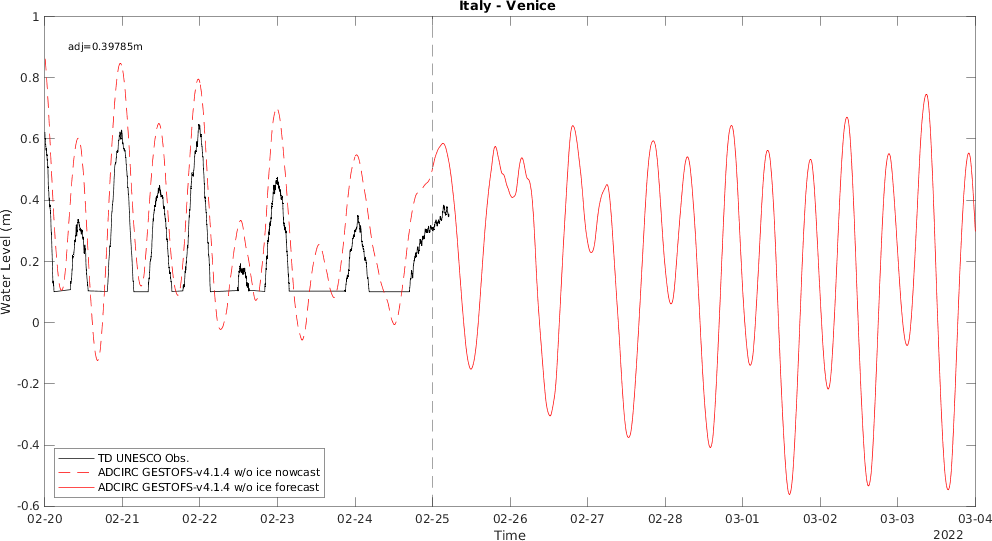 Italy - Venice
adj=0.39785m
1
0.8
0.6
0.4
0.2
0
-0.2
-0.4
-0.6
Water Level (m)
TD UNESCO Obs.
ADCIRC GESTOFS-v4.1.4 w/o ice nowcast
ADCIRC GESTOFS-v4.1.4 w/o ice forecast
02-20 02-21 02-22 02-23 02-24 02-25 02-26 02-27 02-28 03-01 03-02 03-03 03-04
Time
2022